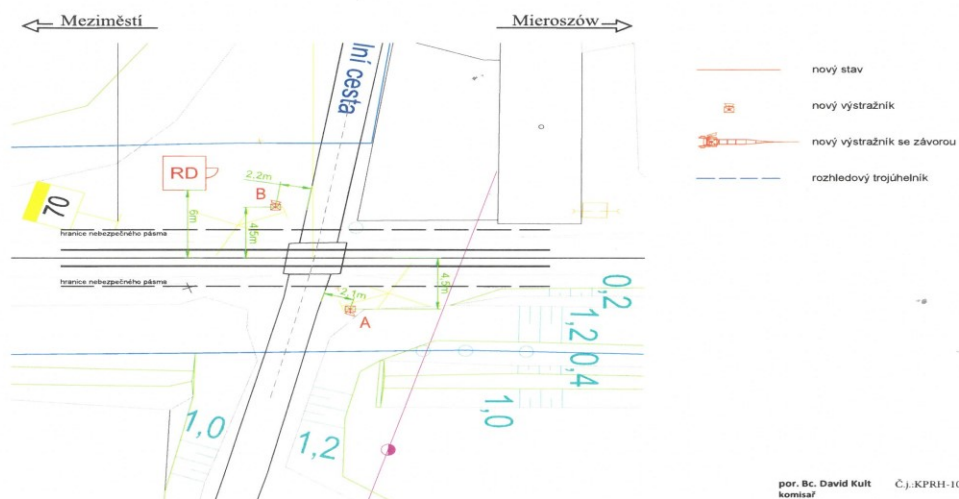 Meziměstí
Mieroszów
lní cesta
nový stav
nový výstražník
nový výstražník se závorou
rozhledový trojúhelník
2,2m
RD
B
70
6m
4,5m
hranice nebezpečného pásma
hranice nebezpečného pásma
4,5m
2,1m
A
0,2
1,2
0,4
1,0
1,0
1,2
por. Bc. David Kult
komisař
Č.j.:KPRH-10